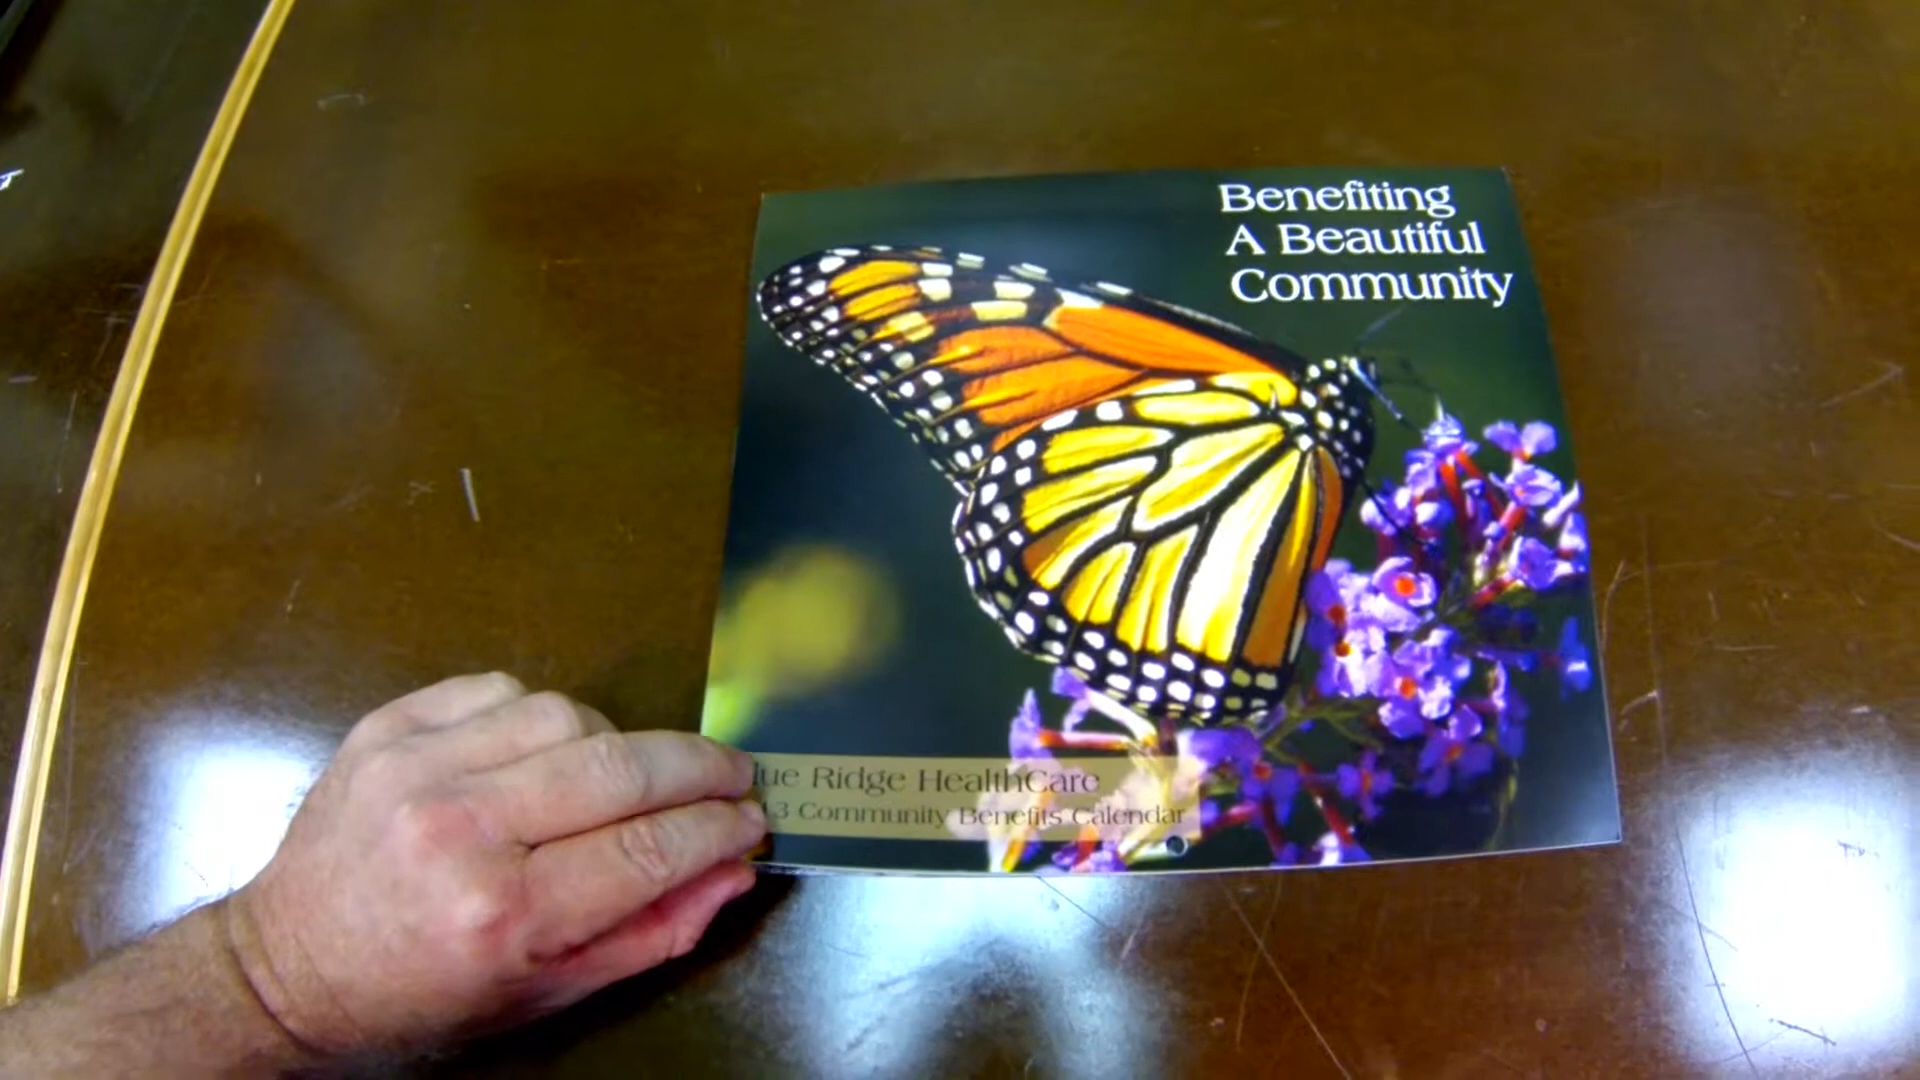 Benefiting
A Beautiful
Community
lue Ridge HealthCare
13 Community Benefits Calendar